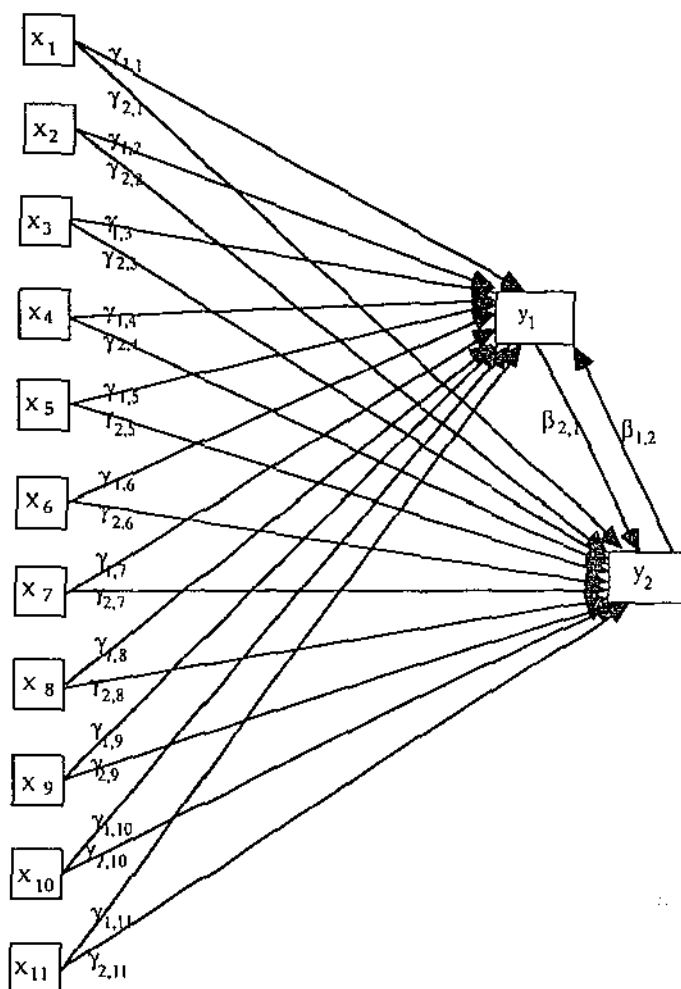 x1
γ1,1
γ2,1
x2
γ1,2
γ2,2
x3
γ1,3
γ2,3
x4
γ1,4
γ2,4
x5
γ1,5
γ2,5
x6
γ1,6
γ2,6
x7
γ1,7
γ2,7
x8
γ1,8
γ2,8
x9
γ1,9
γ2,9
x10
γ1,10
γ2,10
x11
γ1,11
γ2,11
y1
β2,1
β1,2
y2